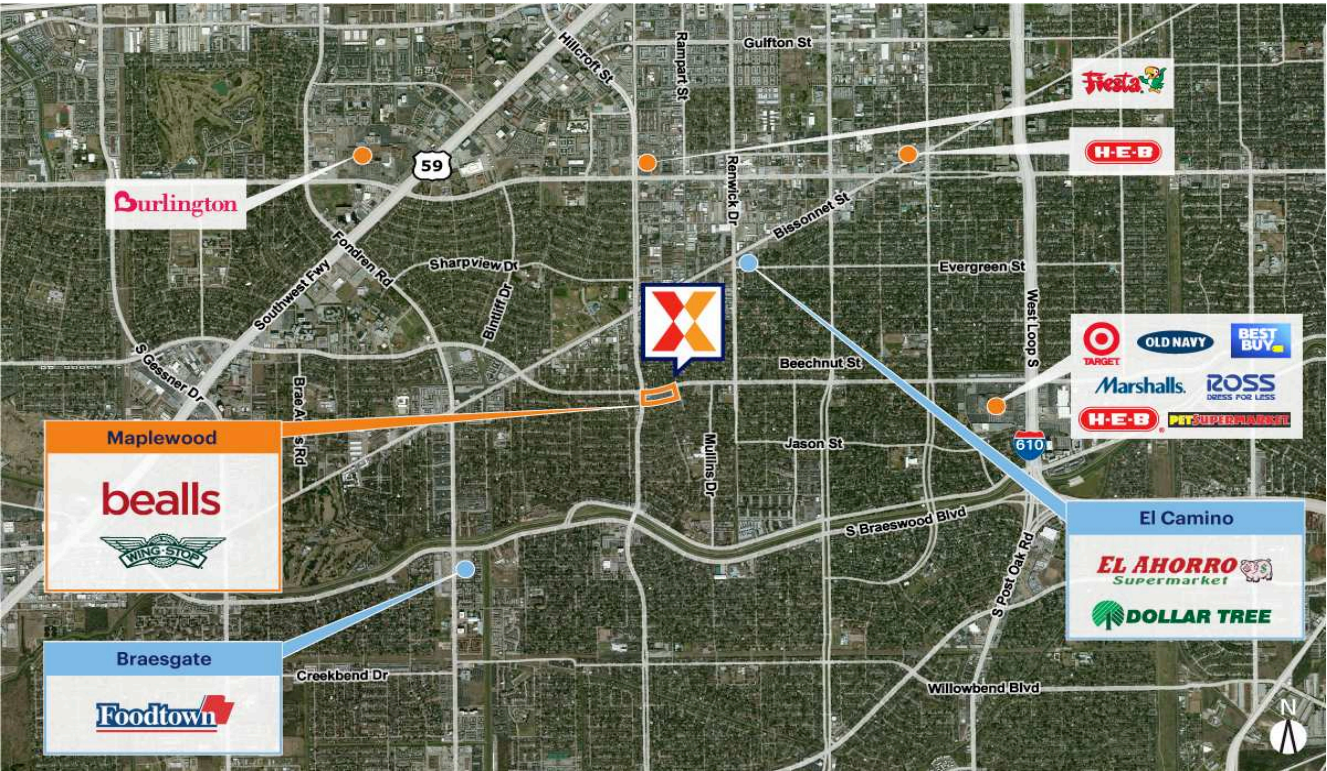 Hillcroft St
Rampart St
Gulfton St
Fiesta
H-E-B
59
Burlington
Renwick Dr
Bissonnet St
Fondren Rd
Sharpview Dr
Bintliff Dr
Evergreen St
Southwest Fwy
West Loop S
S Gessner Dr
Beechnut St
TARGET
OLD NAVY
BEST BUY
Marshalls.
ROSS
DRESS FOR LESS
H-E-B
PET SUPERMARKET
Maplewood
bealls
WING·STOP
Mullins Dr
Jason St
610
S Braeswood Blvd
S Post Oak Rd
El Camino
EL AHORRO
Supermarket
DOLLAR TREE
Braesgate
Foodtown
Creekbend Dr
Willowbend Blvd
N